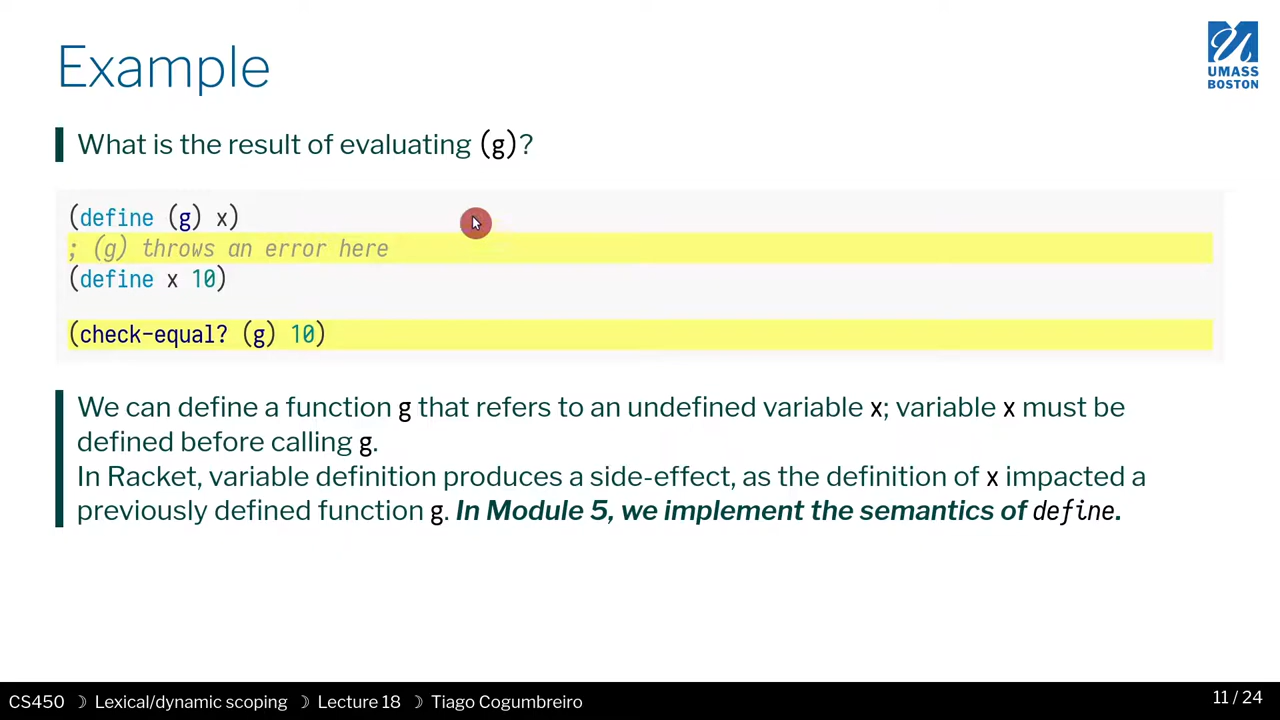 Example
UMASS
BOSTON
What is the result of evaluating (g)?
(define (g) x)
; (g) throws an error here
(define x 10)
(check-equal? (g) 10)
We can define a function g that refers to an undefined variable x; variable x must be
defined before calling g.
In Racket, variable definition produces a side-effect, as the definition of x impacted a
previously defined function g. In Module 5, we implement the semantics of define.
CS450 ☽ Lexical/dynamic scoping ☽ Lecture 18 ☽ Tiago Cogumbreiro
11 / 24